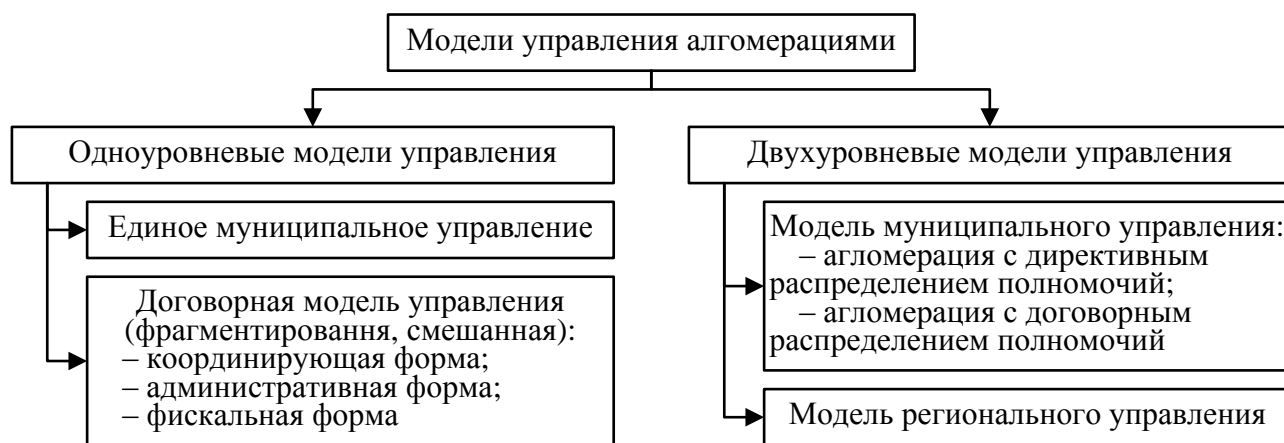 Модели управления алгомерациями
Одноуровневые модели управления
Единое муниципальное управление
Договорная модель управления
(фрагментировання, смешанная):
– координирующая форма;
– административная форма;
– фискальная форма
Двухуровневые модели управления
Модель муниципального управления:
– агломерация с директивным
распределением полномочий;
– агломерация с договорным
распределением полномочий
Модель регионального управления